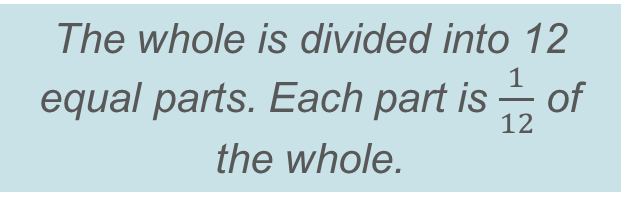 The whole is divided into 12
equal parts. Each part is 1/12 of
the whole.